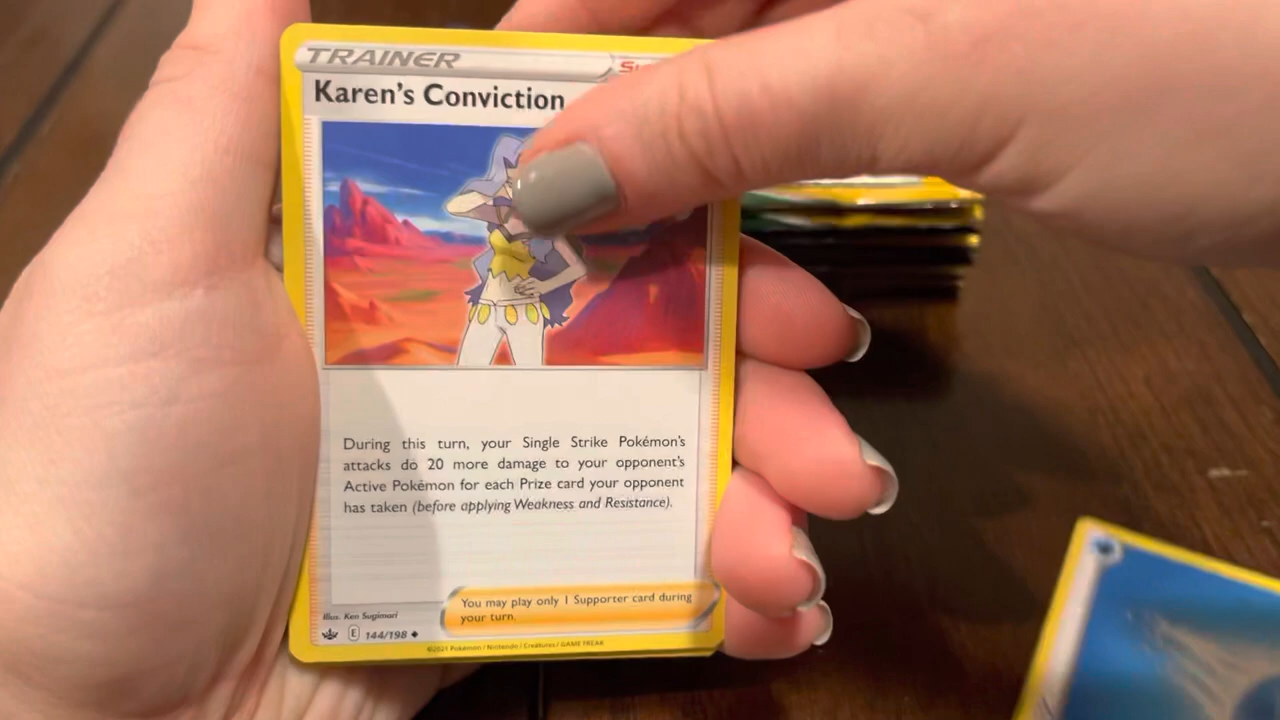 TRAINER
Karen's Conviction
During this turn, your Single Strike Pokémon's
attacks do 20 more damage to your opponent's
Active Pokémon for each Prize card your opponent
has taken (before applying Weakness and Resistance).
You may play only 1 Supporter card during
your turn.
Illus. Ken Sugimori
E 144/198
©2021 Pokémon / Nintendo / Creatures / GAME FREAK